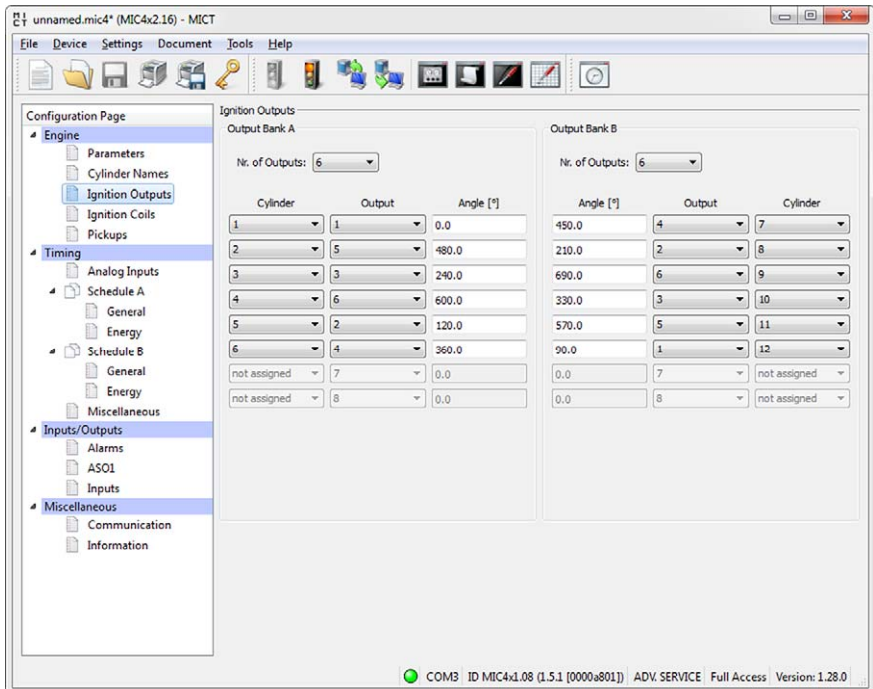 unnamed.mic4* (MIC4x2.16) - MICT
File Device Settings Document Tools Help
Configuration Page
Engine
Parameters
Cylinder Names
Ignition Outputs
Ignition Coils
Pickups
Timing
Analog Inputs
Schedule A
General
Energy
Schedule B
General
Energy
Miscellaneous
Inputs/Outputs
Alarms
ASO1
Inputs
Miscellaneous
Communication
Information
Ignition Outputs
Output Bank A
Nr. of Outputs: 6
Cylinder Output Angle [°]
1 1 0.0
2 5 480.0
3 3 240.0
4 6 600.0
5 2 120.0
6 4 360.0
not assigned 7 0.0
not assigned 8 0.0
Output Bank B
Nr. of Outputs: 6
Angle [°] Output Cylinder
450.0 4 7
210.0 2 8
690.0 6 9
330.0 3 10
570.0 5 11
90.0 1 12
0.0 7 not assigned
0.0 8 not assigned
COM3 ID MIC4x1.08 (1.5.1 [0000a801]) ADV. SERVICE Full Access Version: 1.28.0